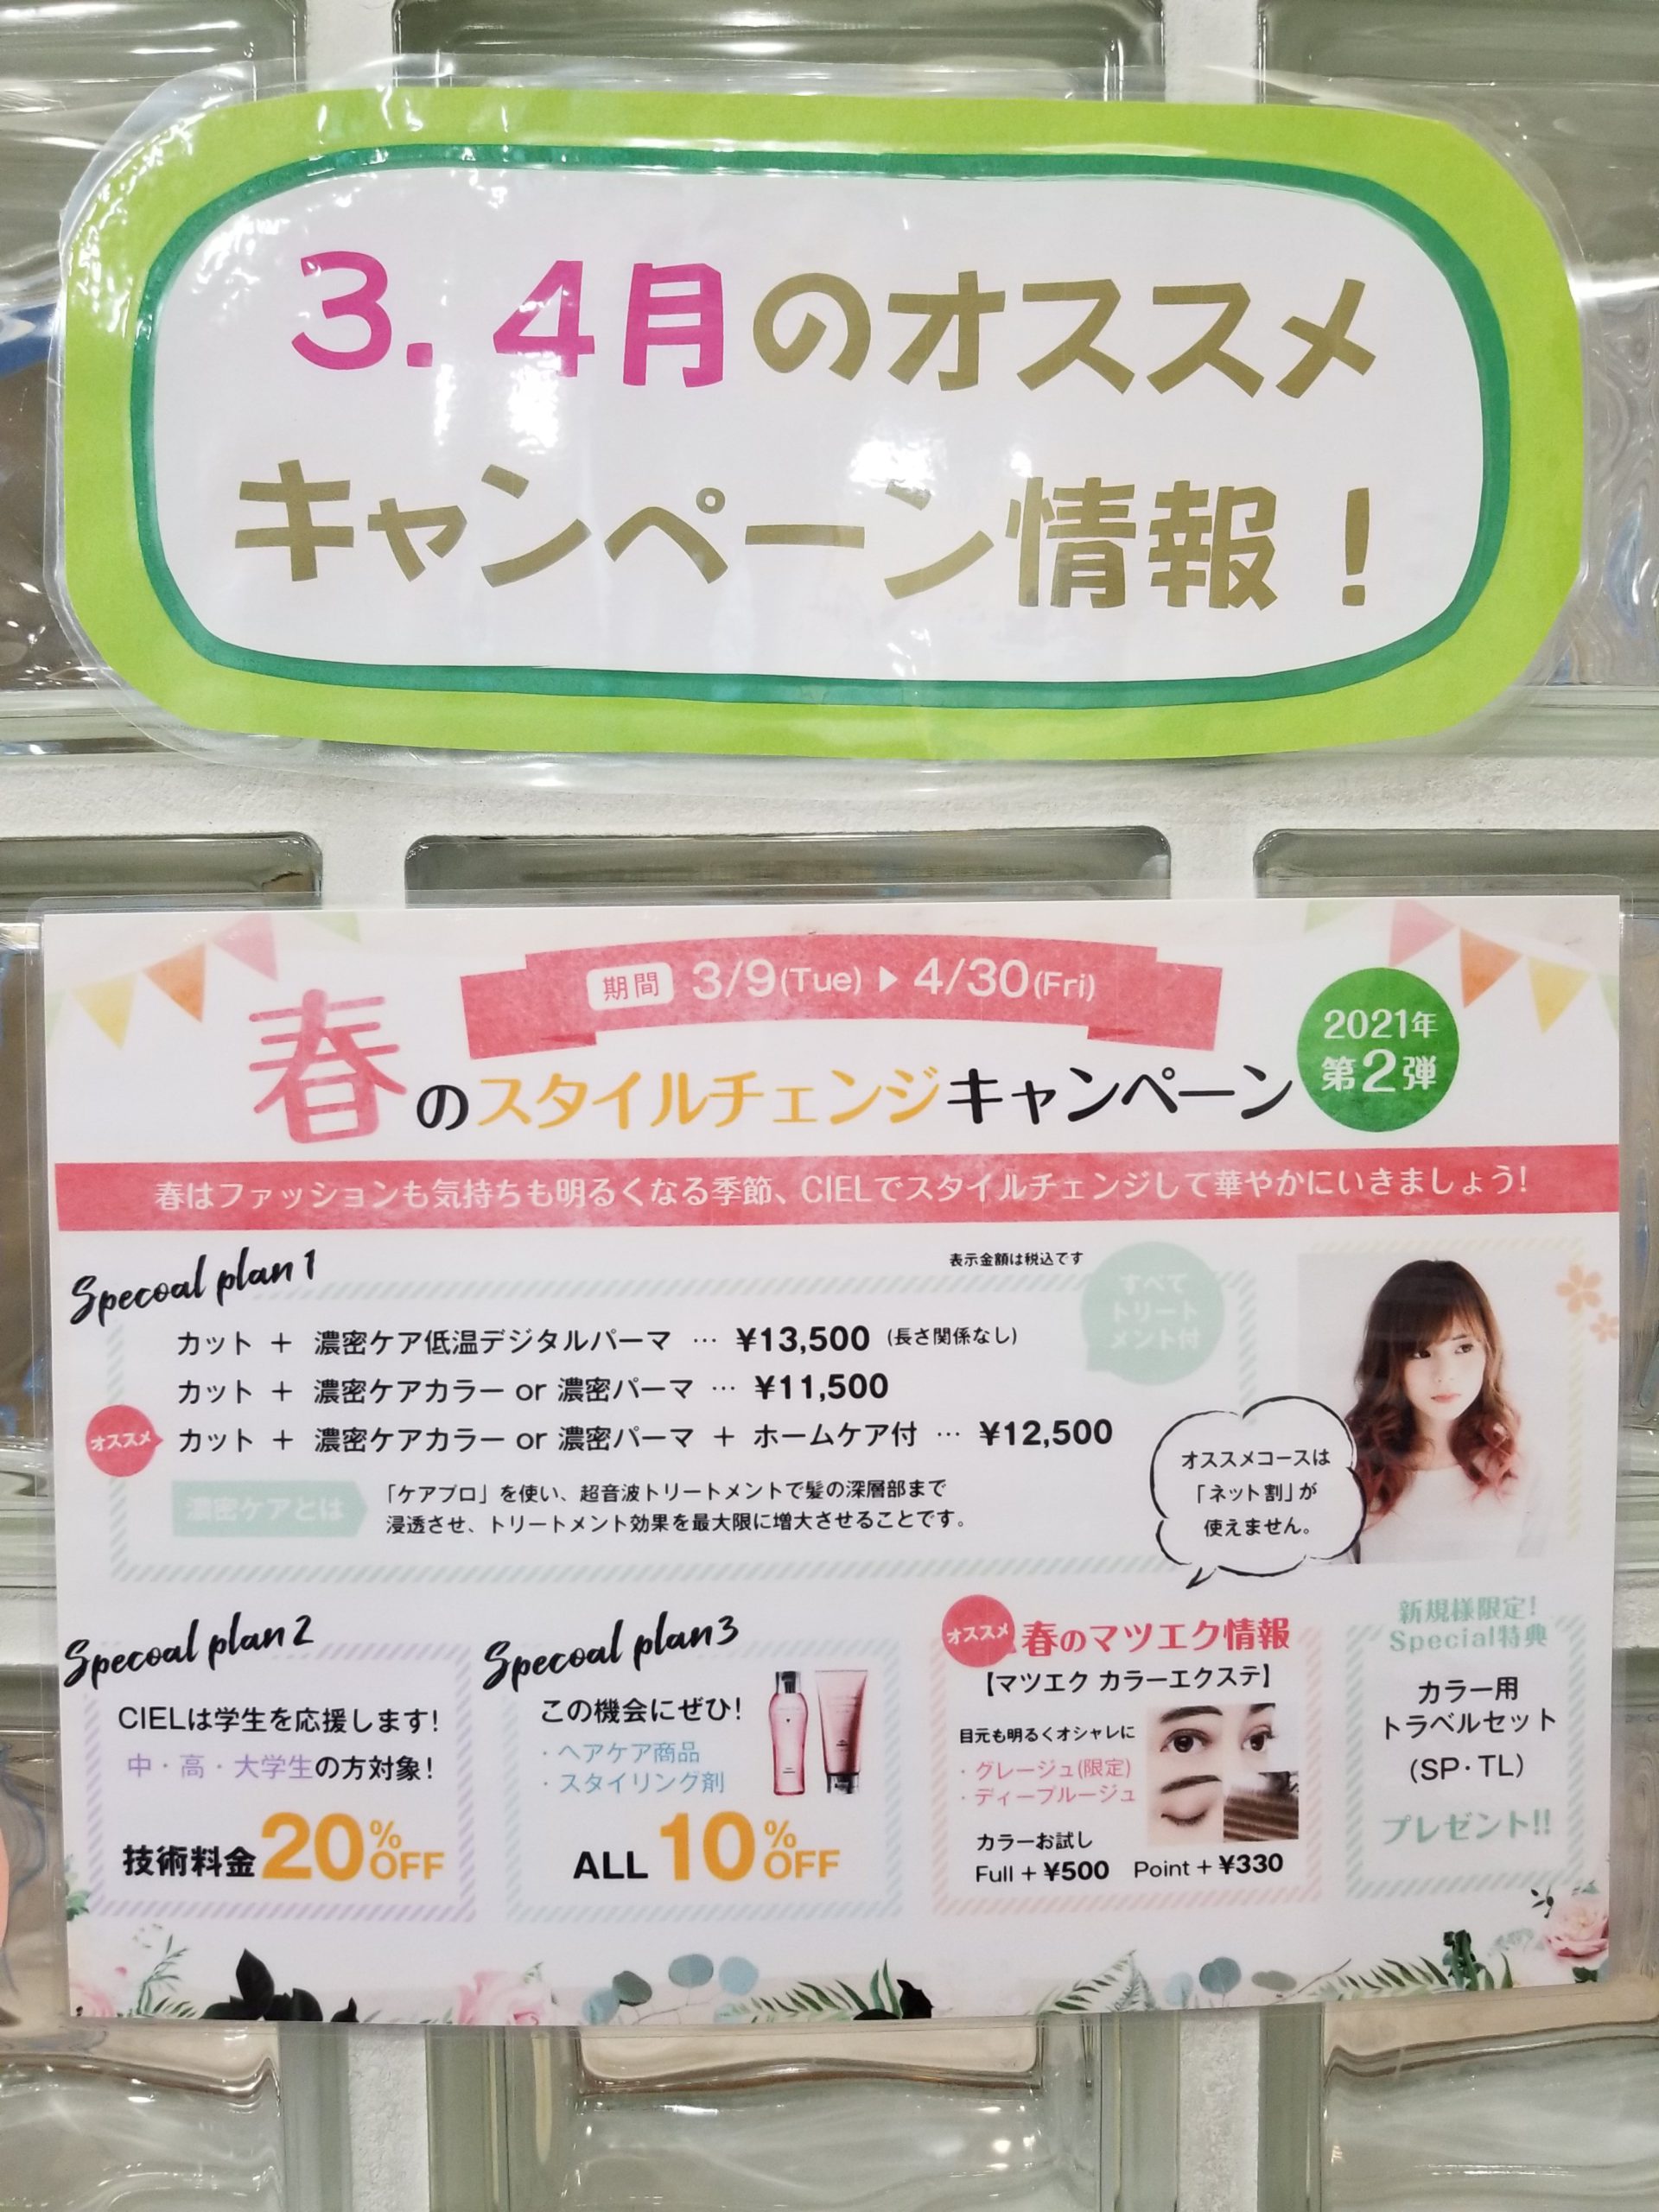 3.4月のオススメ
キャンペーン情報！
期間 3/9(Tue)▶4/30(Fri)
春のスタイルチェンジキャンペーン
2021年
第2弾
春はファッションも気持ちも明るくなる季節、CIELでスタイルチェンジして華やかにいきましょう!
Specoal plan 1
表示金額は税込です
すべて
トリート
メント付
カット ＋ 濃密ケア低温デジタルパーマ … ¥13,500 (長さ関係なし)
カット ＋ 濃密ケアカラー or 濃密パーマ … ¥11,500
オススメ カット ＋ 濃密ケアカラー or 濃密パーマ ＋ ホームケア付 … ¥12,500
濃密ケアとは
「ケアプロ」を使い、超音波トリートメントで髪の深層部まで
浸透させ、トリートメント効果を最大限に増大させることです。
オススメコースは
「ネット割」が
使えません。
Specoal plan 2
CIELは学生を応援します!
中・高・大学生の方対象!
技術料金20%OFF
Specoal plan 3
この機会にぜひ!
・ヘアケア商品
・スタイリング剤
ALL 10%OFF
オススメ 春のマツエク情報
【マツエク カラーエクステ】
目元も明るくオシャレに
・グレージュ(限定)
・ディープルージュ
カラーお試し
Full＋¥500 Point＋¥330
新規様限定!
Special特典
カラー用
トラベルセット
(SP・TL)
プレゼント!!